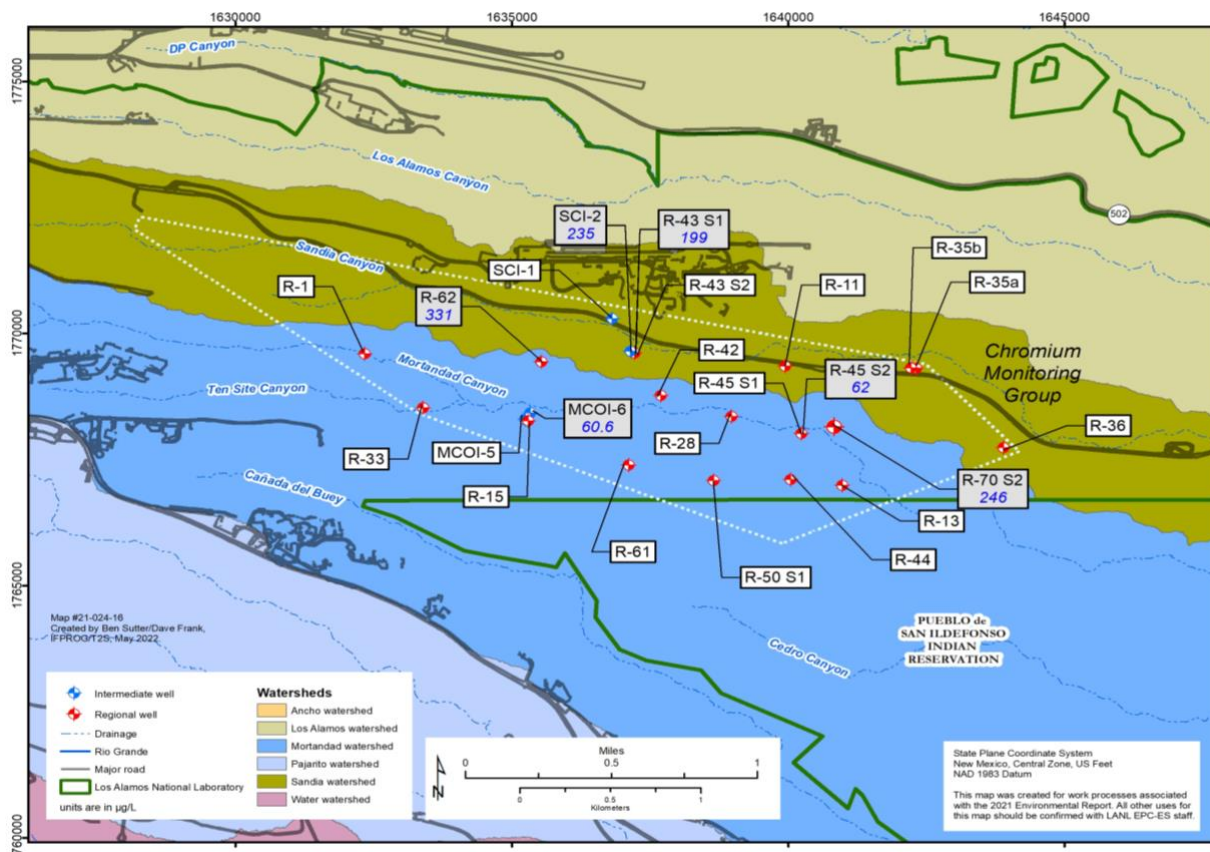 1630000
1635000
1640000
1645000
1775000
1770000
1765000
DP Canyon
Los Alamos Canyon
502
Sandia Canyon
SCI-2
235
R-43 S1
199
R-35b
SCI-1
R-43 S2
R-11
R-35a
R-1
R-62
331
Mortandad Canyon
R-42
R-45 S1
R-45 S2
62
Chromium
Monitoring
Group
Ten Site Canyon
MCOI-6
60.6
R-28
R-36
R-33
MCOI-5
R-15
Cañada del Buey
R-70 S2
246
R-13
R-61
R-44
R-50 S1
PUEBLO de
SAN ILDEFONSO
INDIAN
RESERVATION
Cedro Canyon
Map #21-024-16
Created by Ben Sutter/Dave Frank,
May 2022
Intermediate well
Regional well
Drainage
Rio Grande
Major road
Los Alamos National Laboratory
units are in µg/L
Watersheds
Ancho watershed
Los Alamos watershed
Mortandad watershed
Pajarito watershed
Sandia watershed
Water watershed
Miles
0 0.5 1
0 0.5 1
Kilometers
State Plane Coordinate System
New Mexico, Central Zone, US Feet
NAD 1983 Datum
This map was created for work processes associated
with the 2021 Environmental Report. All other uses for
this map should be confirmed with LANL EPC-ES staff.